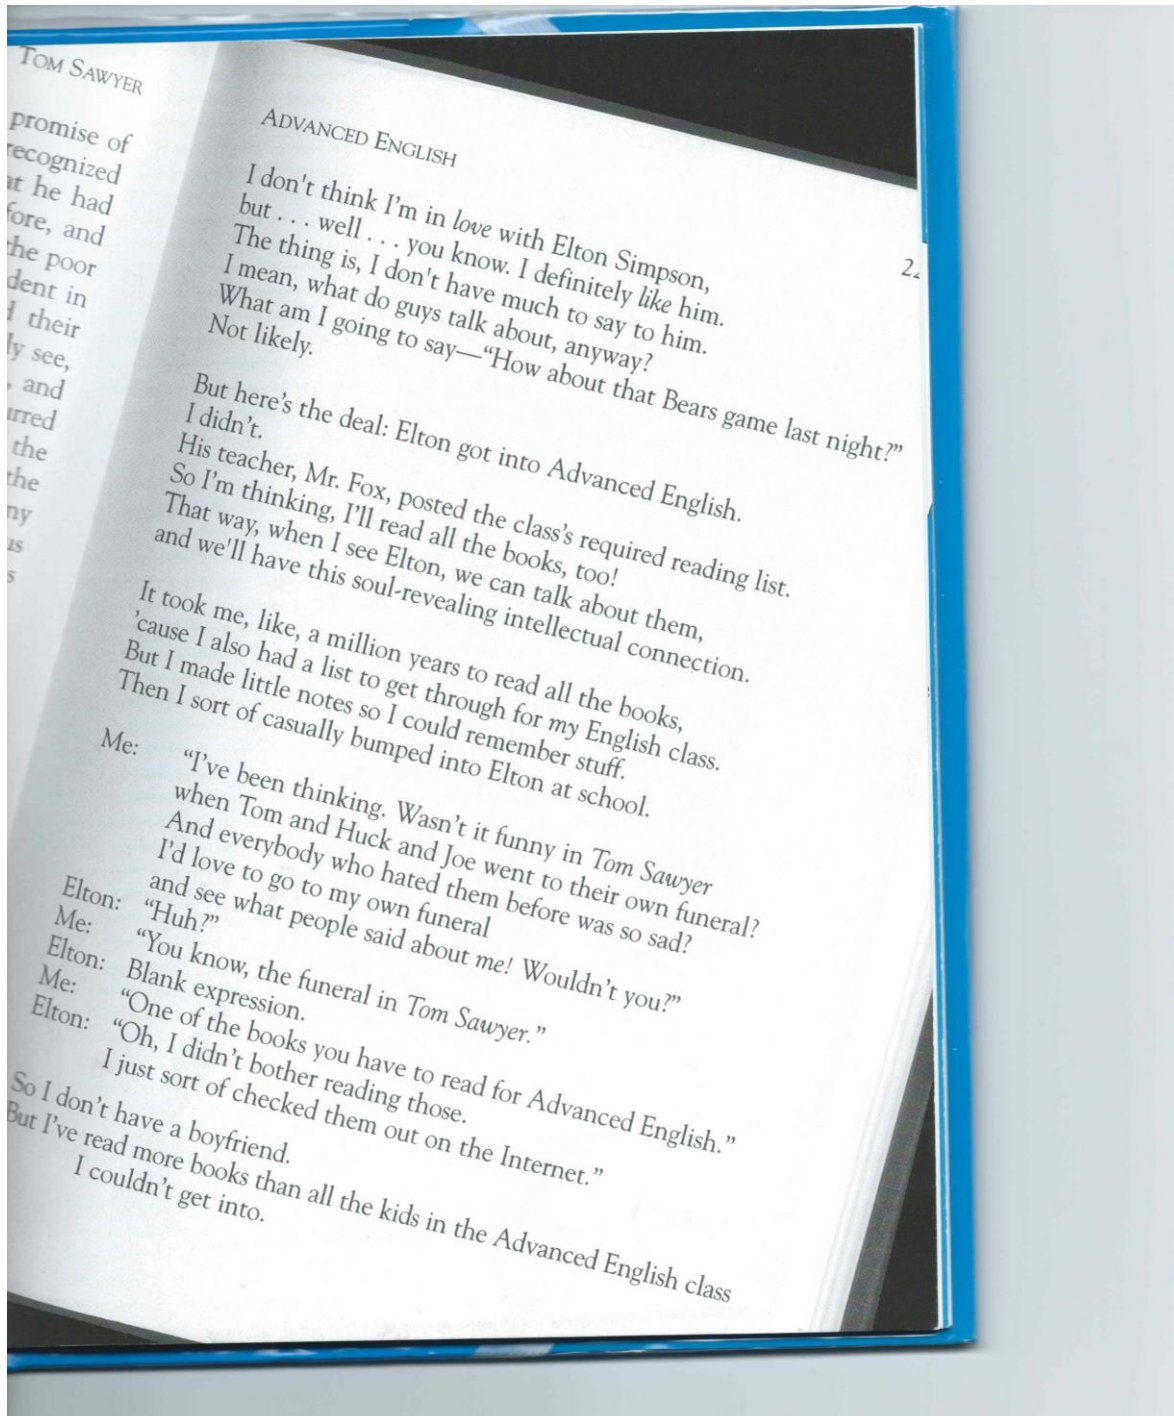 TOM SAWYER
promise of
recognized
at he had
fore, and
the poor
dent in
their
ly see,
and
urred
the
the
ny
us
s
ADVANCED ENGLISH
I don't think I'm in love with Elton Simpson,
but . . . well . . . you know. I definitely like him.
The thing is, I don't have much to say to him.
I mean, what do guys talk about, anyway?
What am I going to say—“How about that Bears game last night?”
Not likely.
But here’s the deal: Elton got into Advanced English.
I didn’t.
His teacher, Mr. Fox, posted the class’s required reading list.
So I’m thinking, I’ll read all the books, too!
That way, when I see Elton, we can talk about them,
and we'll have this soul-revealing intellectual connection.
It took me, like, a million years to read all the books,
’cause I also had a list to get through for my English class.
But I made little notes so I could remember stuff.
Then I sort of casually bumped into Elton at school.
Me: “I’ve been thinking. Wasn’t it funny in Tom Sawyer
when Tom and Huck and Joe went to their own funeral?
And everybody who hated them before was so sad?
I’d love to go to my own funeral
and see what people said about me! Wouldn’t you?”
Elton: “Huh?”
Me: “You know, the funeral in Tom Sawyer.”
Elton: Blank expression.
Me: “One of the books you have to read for Advanced English.”
Elton: “Oh, I didn’t bother reading those.
I just sort of checked them out on the Internet.”
So I don’t have a boyfriend.
But I’ve read more books than all the kids in the Advanced English class
I couldn’t get into.